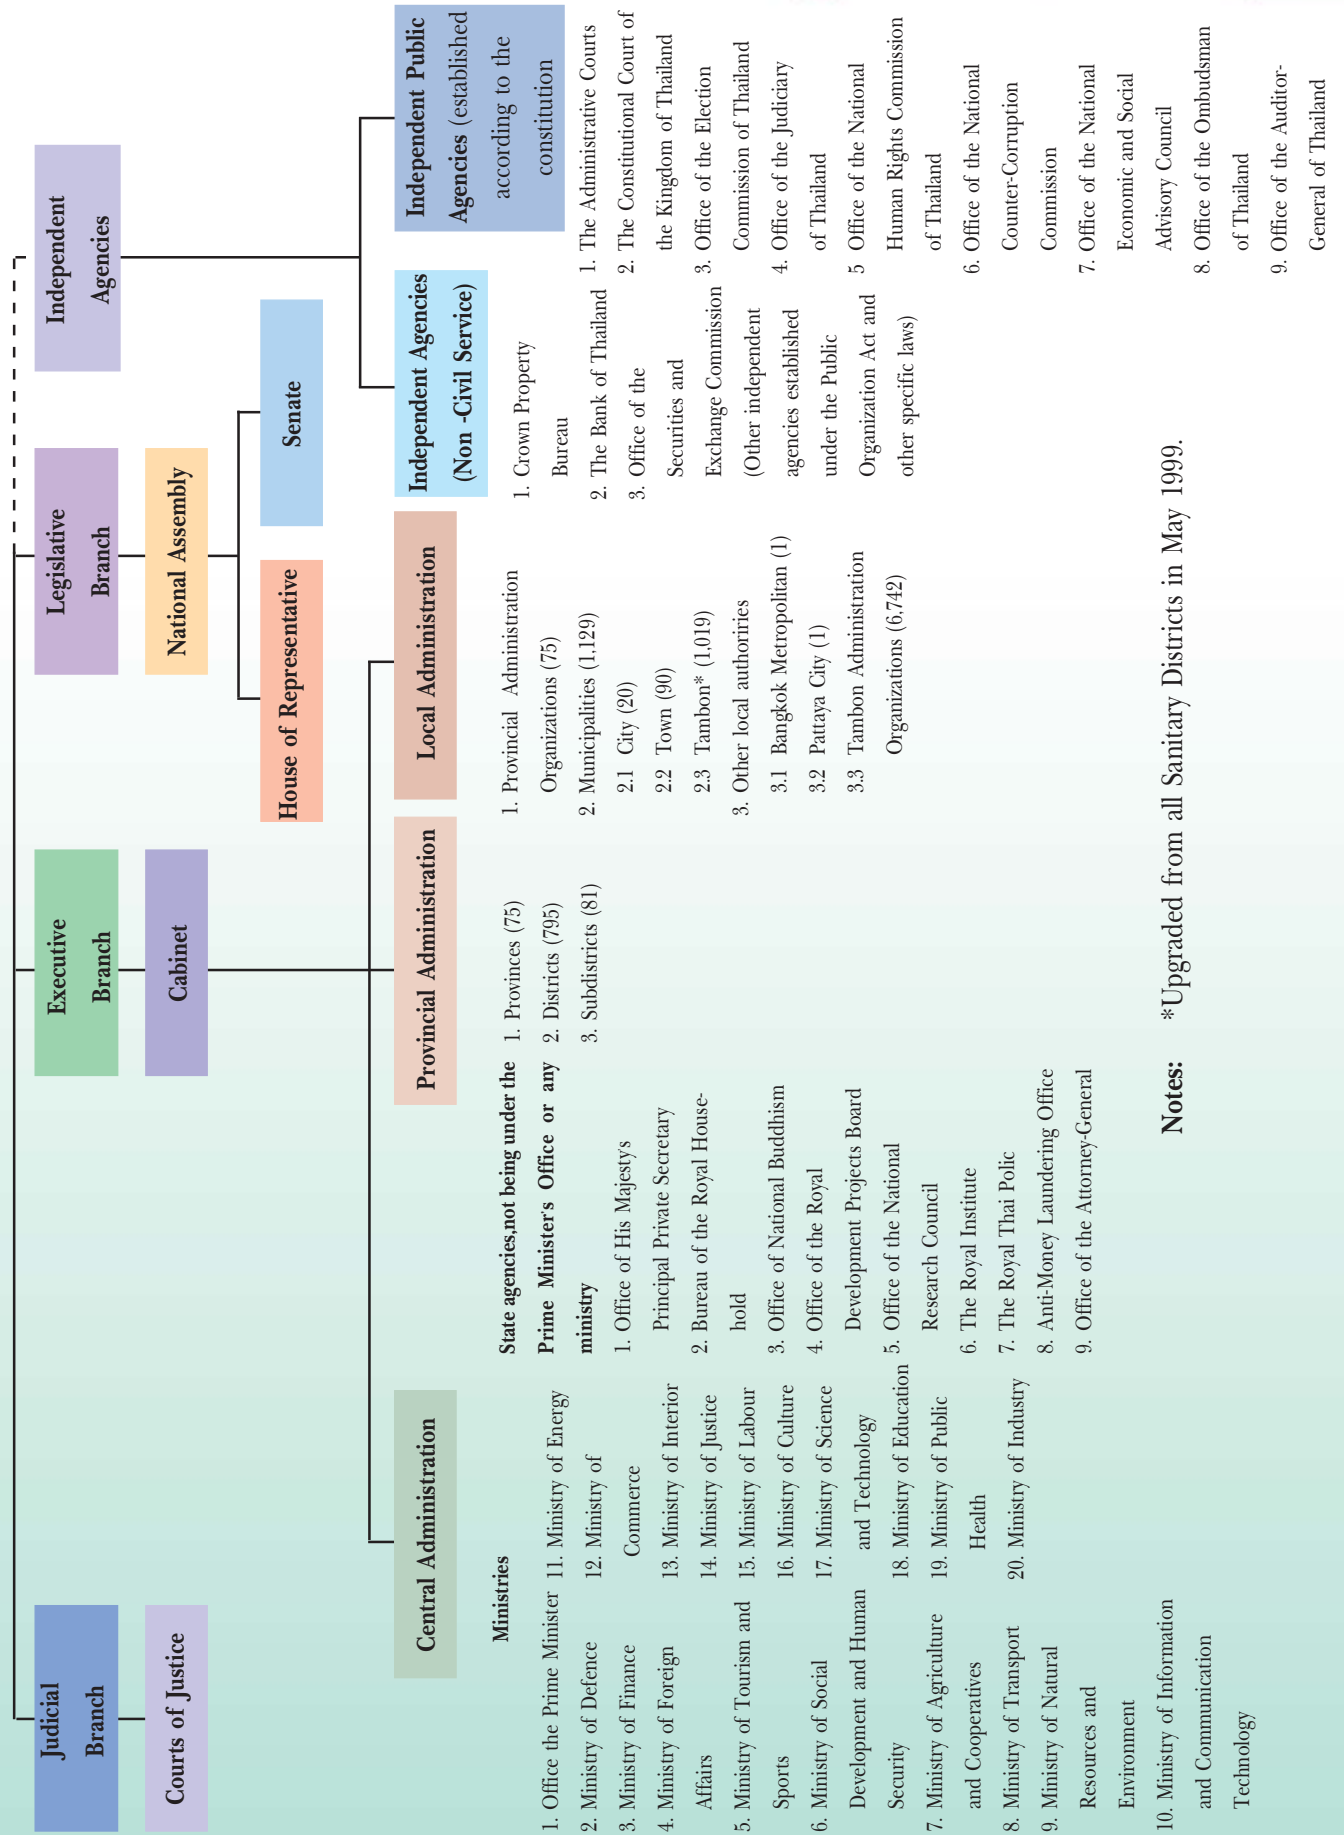 Judicial
Branch
Executive
Branch
Legislative
Branch
Independent
Agencies
Courts of Justice
Cabinet
National Assembly
House of Representative
Senate
Central Administration
Provincial Administration
Local Administration
Independent Agencies
(Non -Civil Service)
Independent Public
Agencies (established
according to the
constitution
Ministries
1. Office the Prime Minister
2. Ministry of Defence
3. Ministry of Finance
4. Ministry of Foreign
Affairs
5. Ministry of Tourism and
Sports
6. Ministry of Social
Development and Human
Security
7. Ministry of Agriculture
and Cooperatives
8. Ministry of Transport
9. Ministry of Natural
Resources and
Environment
10. Ministry of Information
and Communication
Technology
11. Ministry of Energy
12. Ministry of
Commerce
13. Ministry of Interior
14. Ministry of Justice
15. Ministry of Labour
16. Ministry of Culture
17. Ministry of Science
and Technology
18. Ministry of Education
19. Ministry of Public
Health
20. Ministry of Industry
State agencies,not being under the
Prime Minister's Office or any
ministry
1. Office of His Majesty's
Principal Private Secretary
2. Bureau of the Royal House-
hold
3. Office of National Buddhism
4. Office of the Royal
Development Projects Board
5. Office of the National
Research Council
6. The Royal Institute
7. The Royal Thai Polic
8. Anti-Money Laundering Office
9. Office of the Attorney-General
1. Provinces (75)
2. Districts (795)
3. Subdistricts (81)
1. Provincial Administration
Organizations (75)
2. Municipalities (1,129)
2.1 City (20)
2.2 Town (90)
2.3 Tambon* (1,019)
3. Other local authoriries
3.1 Bangkok Metropolitan (1)
3.2 Pattaya City (1)
3.3 Tambon Administration
Organizations (6,742)
1. Crown Property
Bureau
2. The Bank of Thailand
3. Office of the
Securities and
Exchange Commission
(Other independent
agencies established
under the Public
Organization Act and
other specific laws)
1. The Administrative Courts
2. The Constitutional Court of
the Kingdom of Thailand
3. Office of the Election
Commission of Thailand
4. Office of the Judiciary
of Thailand
5 Office of the National
Human Rights Commission
of Thailand
6. Office of the National
Counter-Corruption
Commission
7. Office of the National
Economic and Social
Advisory Council
8. Office of the Ombudsman
of Thailand
9. Office of the Auditor-
General of Thailand
Notes: *Upgraded from all Sanitary Districts in May 1999.